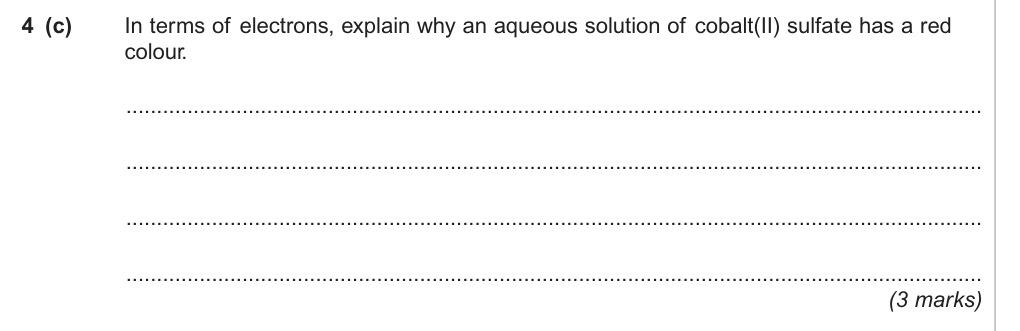 4 (c) In terms of electrons, explain why an aqueous solution of cobalt(II) sulfate has a red
colour.
(3 marks)